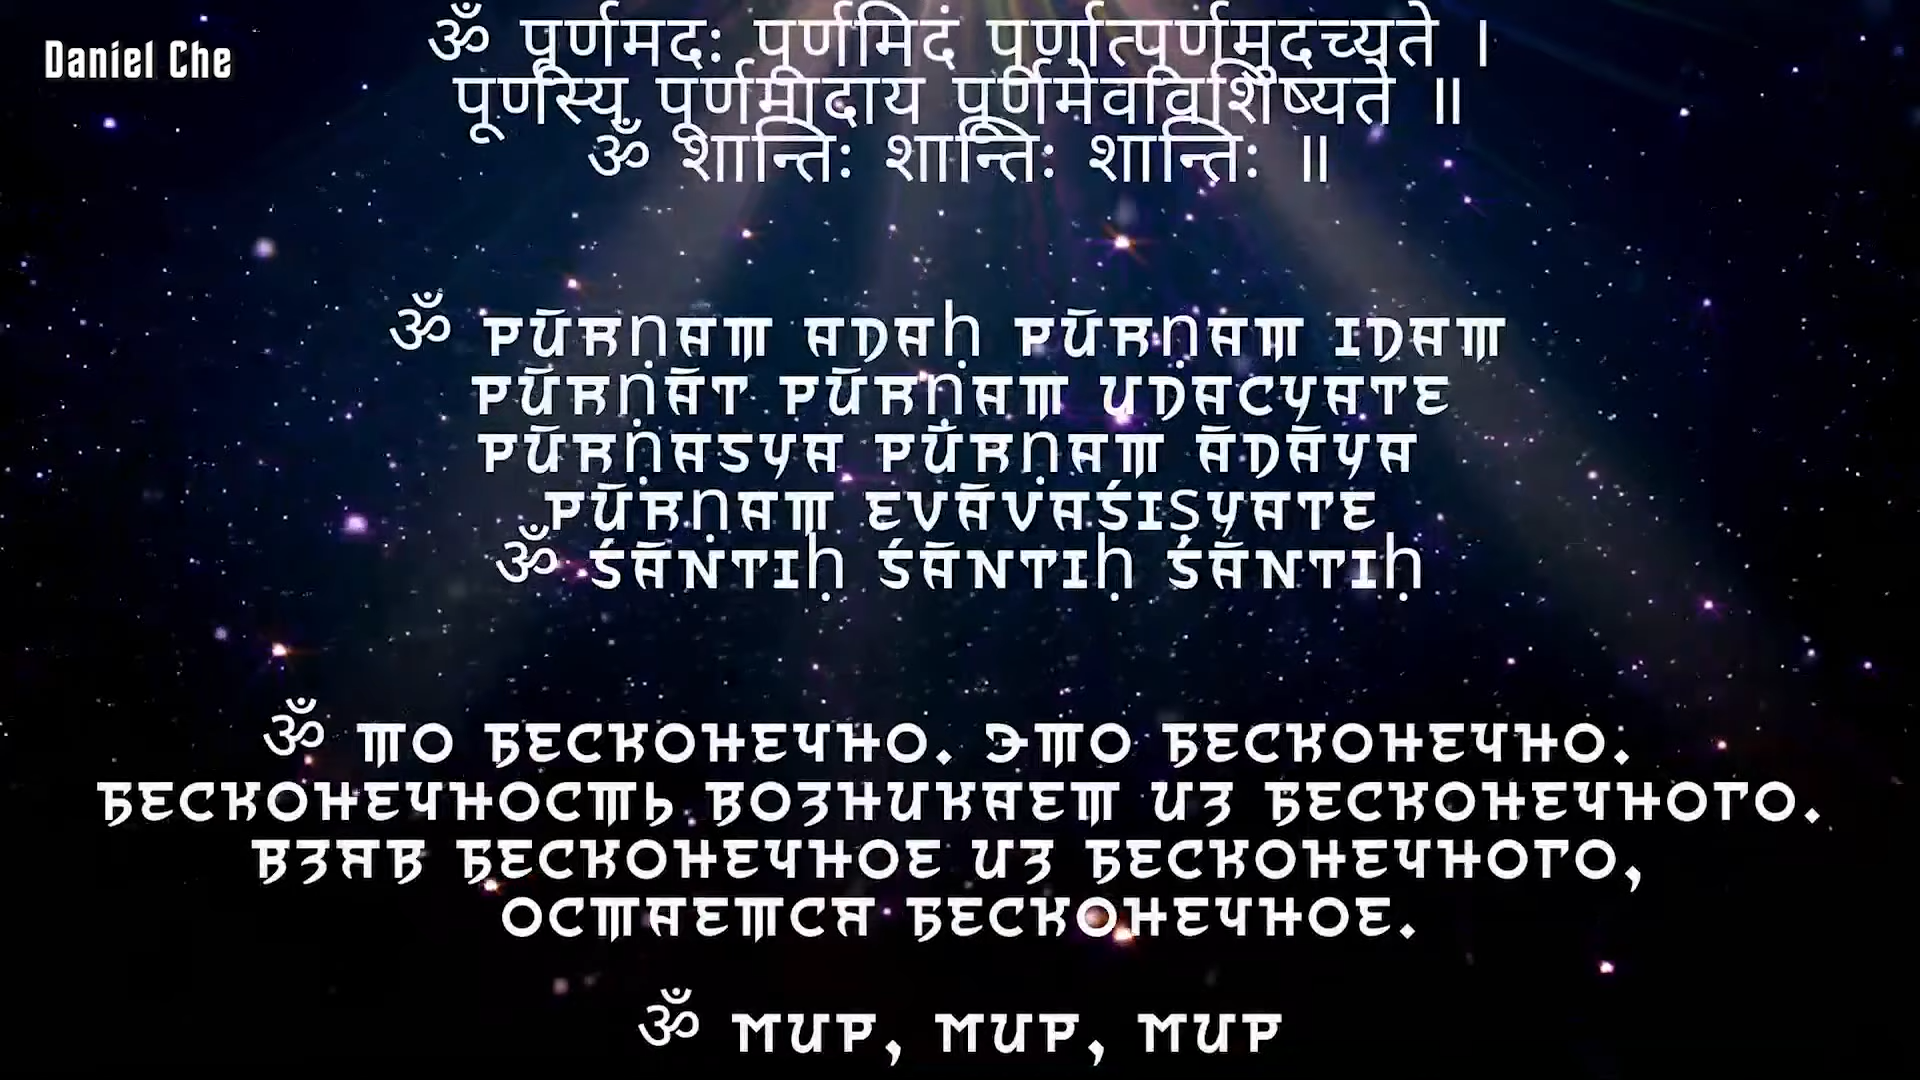 Daniel Che
ॐ पूर्णमदः पूर्णमिदं पूर्णात्पूर्णमुदच्यते ।
पूर्णस्य पूर्णमादाय पूर्णमेवावशिष्यते ॥
ॐ शान्तिः शान्तिः शान्तिः ॥
ॐ PŪRṇAM ADAḥ PŪRṇAM IDAM
PŪRṇĀT PŪRṇAM UDACYATE
PŪRṇASYA PŪRṇAM ĀDĀYA
PŪRṇAM EVĀVAŚIṣYATE
ॐ ŚĀNTIḥ ŚĀNTIḥ ŚĀNTIḥ
ॐ ТО БЕСКОНЕЧНО. ЭТО БЕСКОНЕЧНО.
БЕСКОНЕЧНОСТЬ ВОЗНИКАЕТ ИЗ БЕСКОНЕЧНОГО.
ВЗЯВ БЕСКОНЕЧНОЕ ИЗ БЕСКОНЕЧНОГО,
ОСТАЕТСЯ БЕСКОНЕЧНОЕ.
ॐ МИР, МИР, МИР